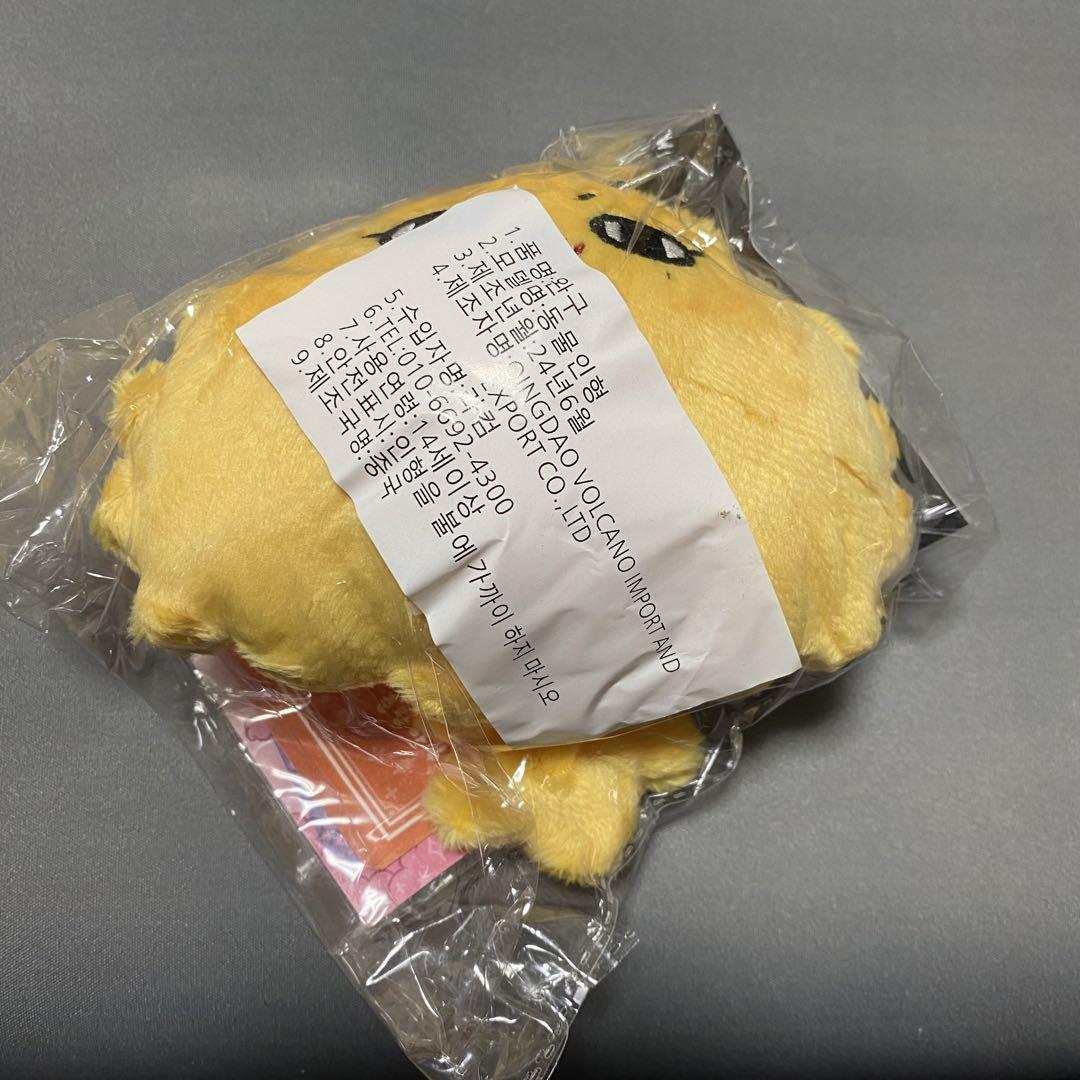 1.품명:완구
2.모델명:동물인형
3.제조년월:24년6월
4.제조자명:QINGDAO VOLCANO IMPORT AND
EXPORT CO.,LTD
5.수입자명:
6.TEL:010-6692-4300
7.사용연령:14세이상
8.안전표시:인형을 불에 가까이 하지 마시오
9.제조국명:중국